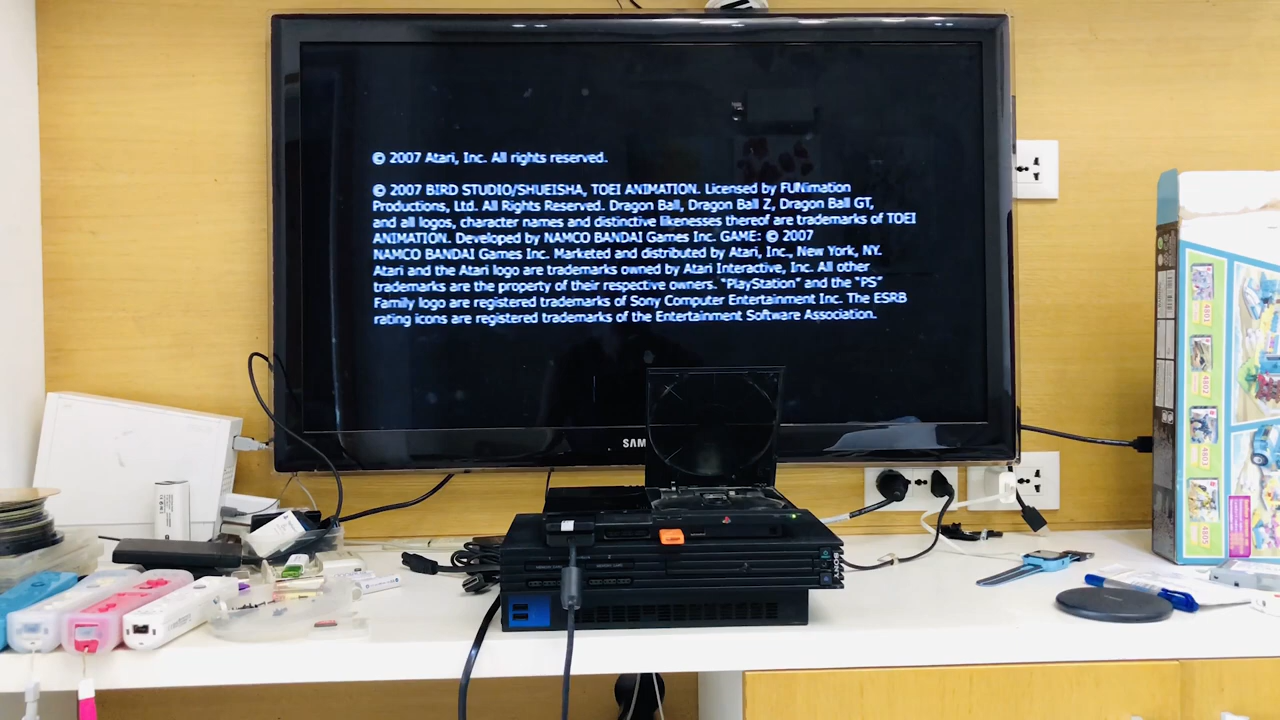 © 2007 Atari, Inc. All rights reserved.
© 2007 BIRD STUDIO/SHUEISHA, TOEI ANIMATION. Licensed by FUNimation
Productions, Ltd. All Rights Reserved. Dragon Ball, Dragon Ball Z, Dragon Ball GT,
and all logos, character names and distinctive likenesses thereof are trademarks of TOEI
ANIMATION. Developed by NAMCO BANDAI Games Inc. GAME: © 2007
NAMCO BANDAI Games Inc. Marketed and distributed by Atari, Inc., New York, NY.
Atari and the Atari logo are trademarks owned by Atari Interactive, Inc. All other
trademarks are the property of their respective owners. "PlayStation" and the "PS"
Family logo are registered trademarks of Sony Computer Entertainment Inc. The ESRB
rating icons are registered trademarks of the Entertainment Software Association.
SAM
SONY
4801
4802
4803
4805